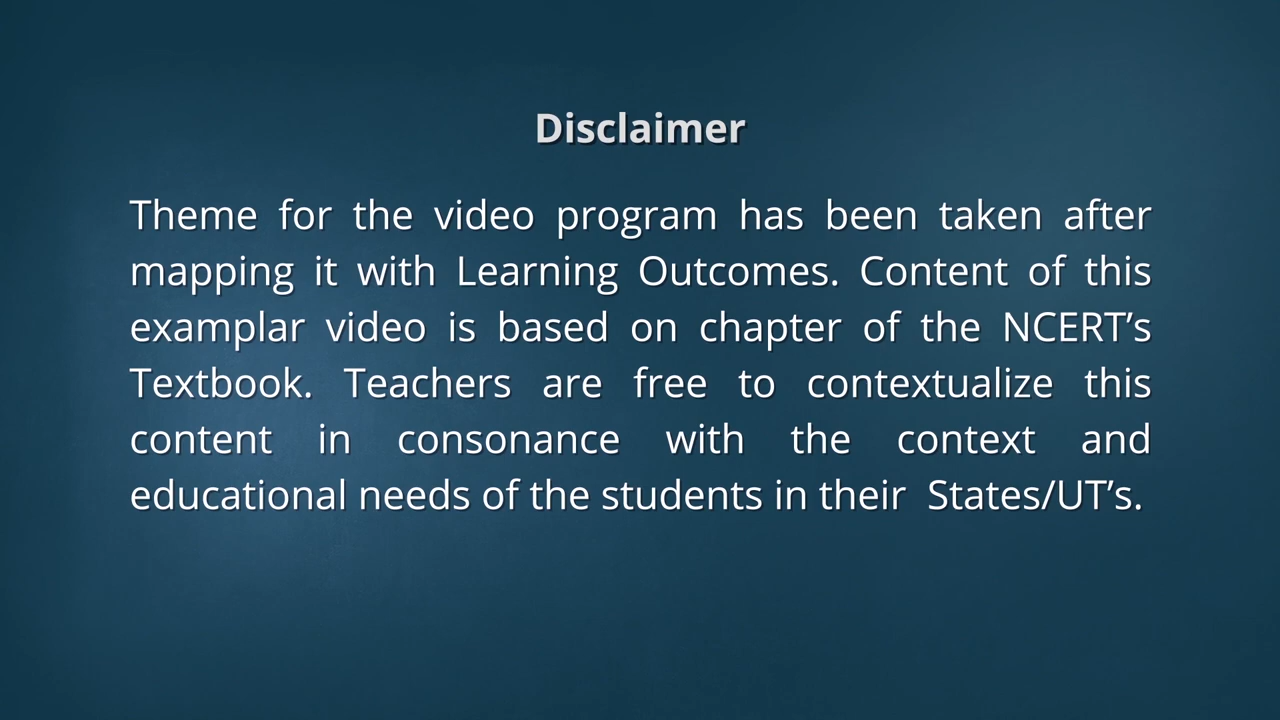 Disclaimer
Theme for the video program has been taken after
mapping it with Learning Outcomes. Content of this
examplar video is based on chapter of the NCERT’s
Textbook. Teachers are free to contextualize this
content in consonance with the context and
educational needs of the students in their States/UT’s.